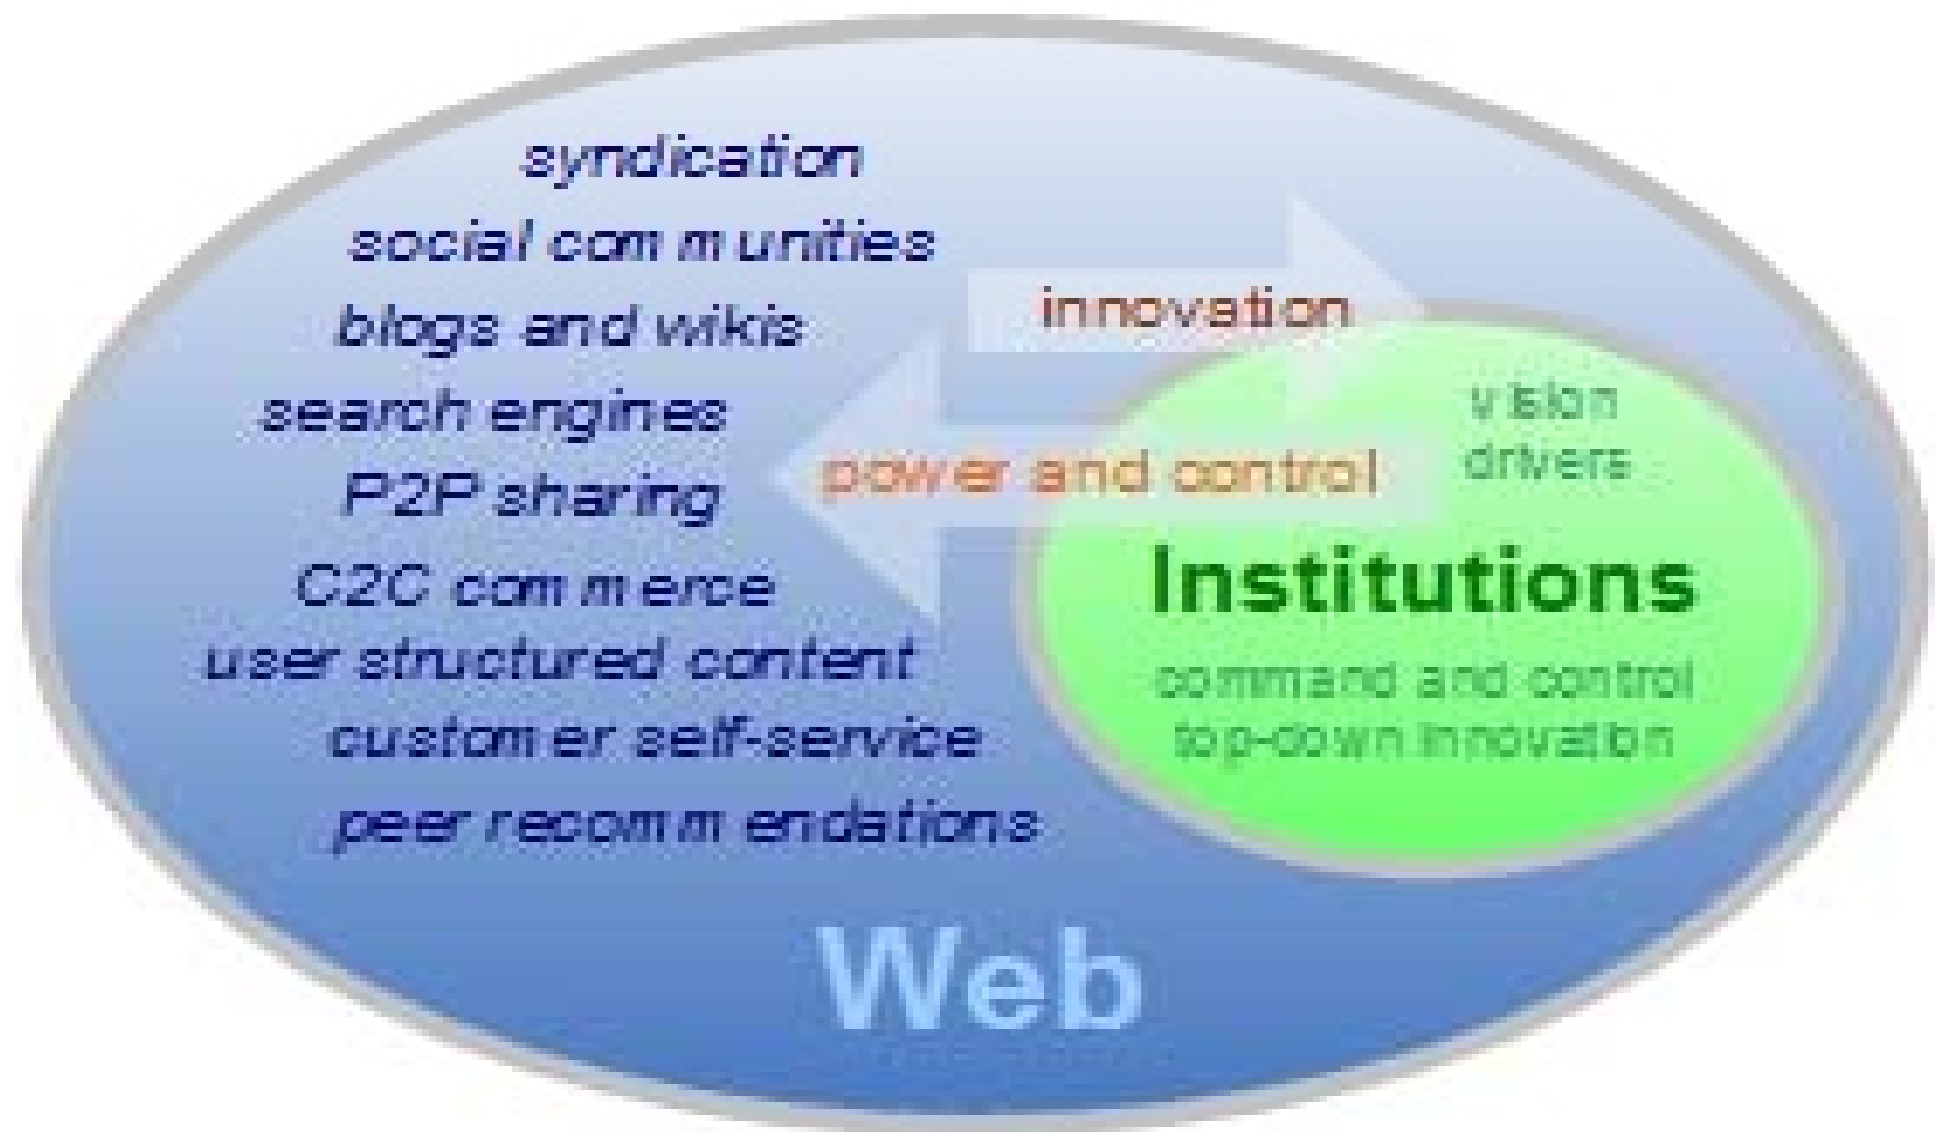 syndication
social communities
blogs and wikis
search engines
P2P sharing
C2C commerce
user structured content
customer self-service
peer recommendations
innovation
power and control
vision
drivers
Institutions
command and control
top-down innovation
Web